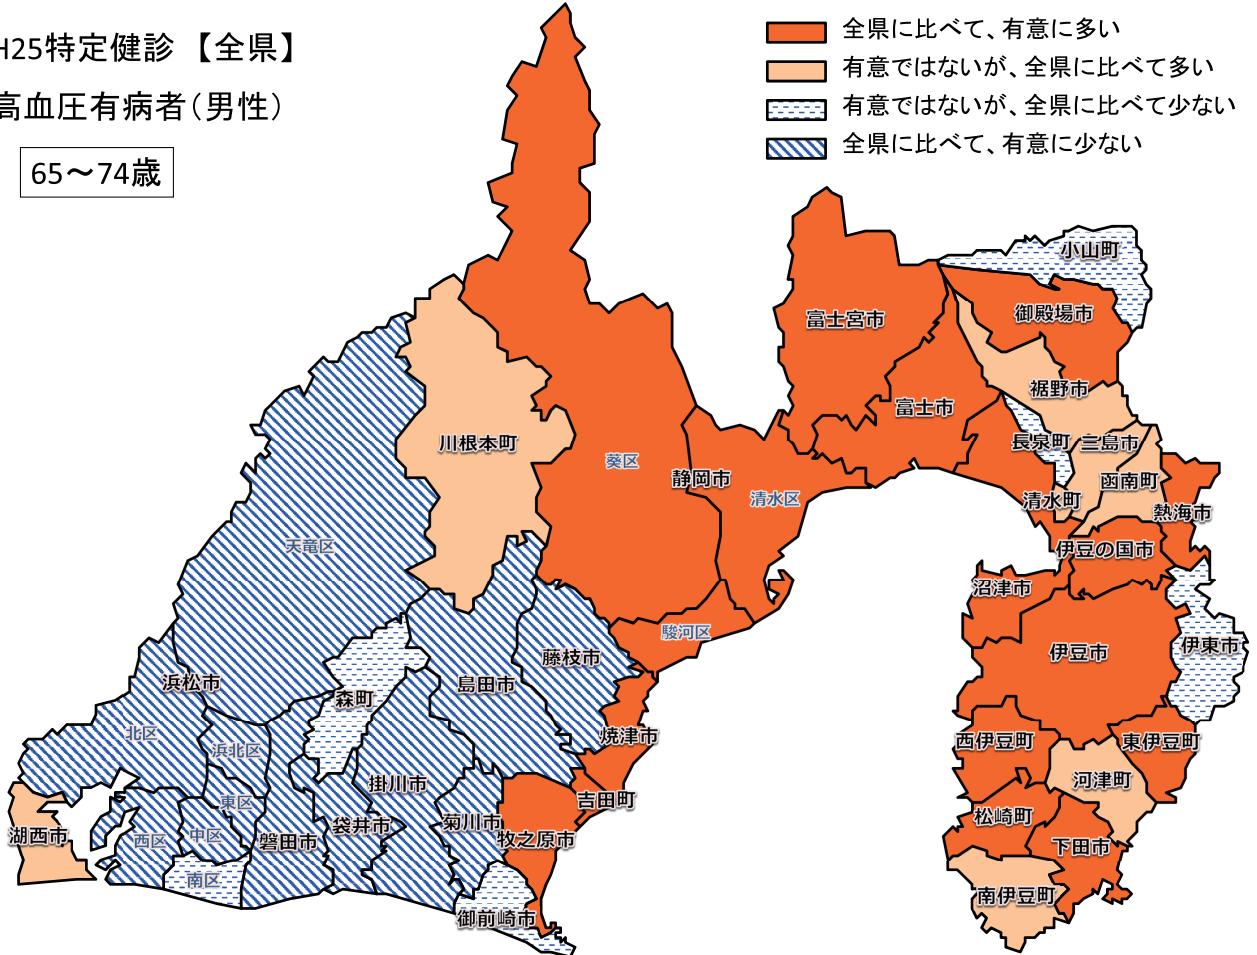 H25特定健診【全県】
高血圧有病者(男性)
65～74歳
全県に比べて、有意に多い
有意ではないが、全県に比べて多い
有意ではないが、全県に比べて少ない
全県に比べて、有意に少ない
小山町
御殿場市
富士宮市
裾野市
富士市
長泉町
三島市
川根本町
葵区
静岡市
清水区
函南町
清水町
熱海市
天竜区
伊豆の国市
沼津市
駿河区
伊東市
伊豆市
藤枝市
浜松市
島田市
森町
北区
浜北区
焼津市
西伊豆町
東伊豆町
掛川市
河津町
東区
吉田町
湖西市
西区
中区
磐田市
袋井市
菊川市
牧之原市
松崎町
下田市
南区
南伊豆町
御前崎市